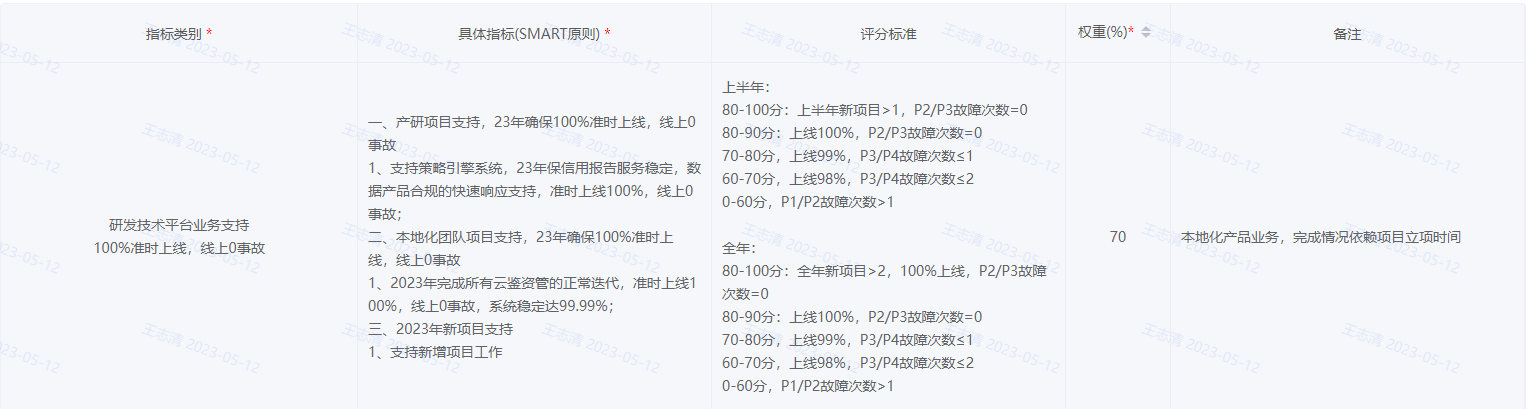 指标类别 *
具体指标(SMART原则) *
评分标准
权重(%)*
备注
研发技术平台业务支持
100%准时上线，线上0事故
一、产研项目支持，23年确保100%准时上线，线上0
事故
1、支持策略引擎系统，23年保信用报告服务稳定，数
据产品合规的快速响应支持，准时上线100%，线上0
事故；
二、本地化团队项目支持，23年确保100%准时上
线，线上0事故
1、2023年完成所有云鉴资管的正常迭代，准时上线1
00%，线上0事故，系统稳定达99.99%；
三、2023年新项目支持
1、支持新增项目工作
上半年：
80-100分：上半年新项目>1，P2/P3故障次数=0
80-90分：上线100%，P2/P3故障次数=0
70-80分，上线99%，P3/P4故障次数≤1
60-70分，上线98%，P3/P4故障次数≤2
0-60分，P1/P2故障次数>1
全年：
80-100分：全年新项目>2，100%上线，P2/P3故障
次数=0
80-90分：上线100%，P2/P3故障次数=0
70-80分，上线99%，P3/P4故障次数≤1
60-70分，上线98%，P3/P4故障次数≤2
0-60分，P1/P2故障次数>1
70
本地化产品业务，完成情况依赖项目立项时间
王志清 2023-05-12